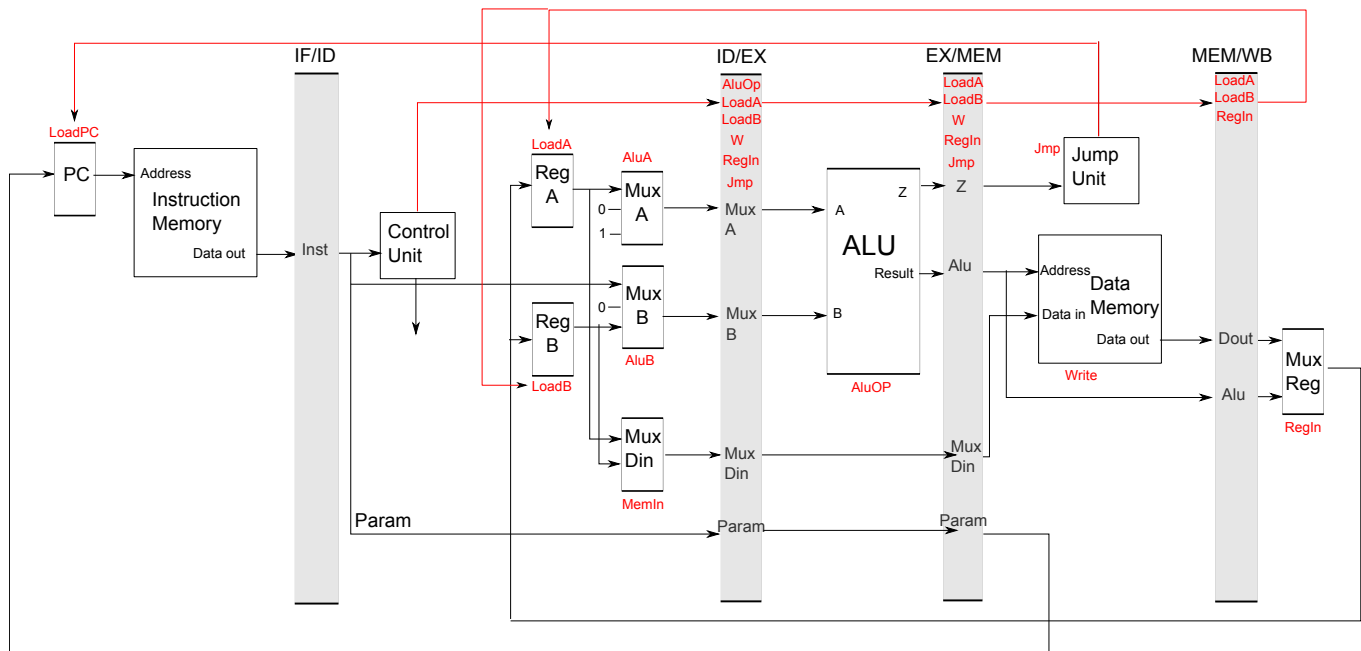 IF/ID
ID/EX
EX/MEM
MEM/WB
LoadPC
PC
Address
Instruction
Memory
Data out
Inst
Control
Unit
Param
LoadA
Reg
A
AluA
Mux
A
0
1
Reg
B
LoadB
0
Mux
B
AluB
Mux
Din
MemIn
AluOp
LoadA
LoadB
W
RegIn
Jmp
Mux
A
Mux
B
Mux
Din
Param
A
Z
ALU
Result
B
AluOP
LoadA
LoadB
W
RegIn
Jmp
Z
Alu
Mux
Din
Param
Jmp
Jump
Unit
Address
Data
Memory
Data in
Data out
Write
LoadA
LoadB
RegIn
Dout
Alu
Mux
Reg
RegIn